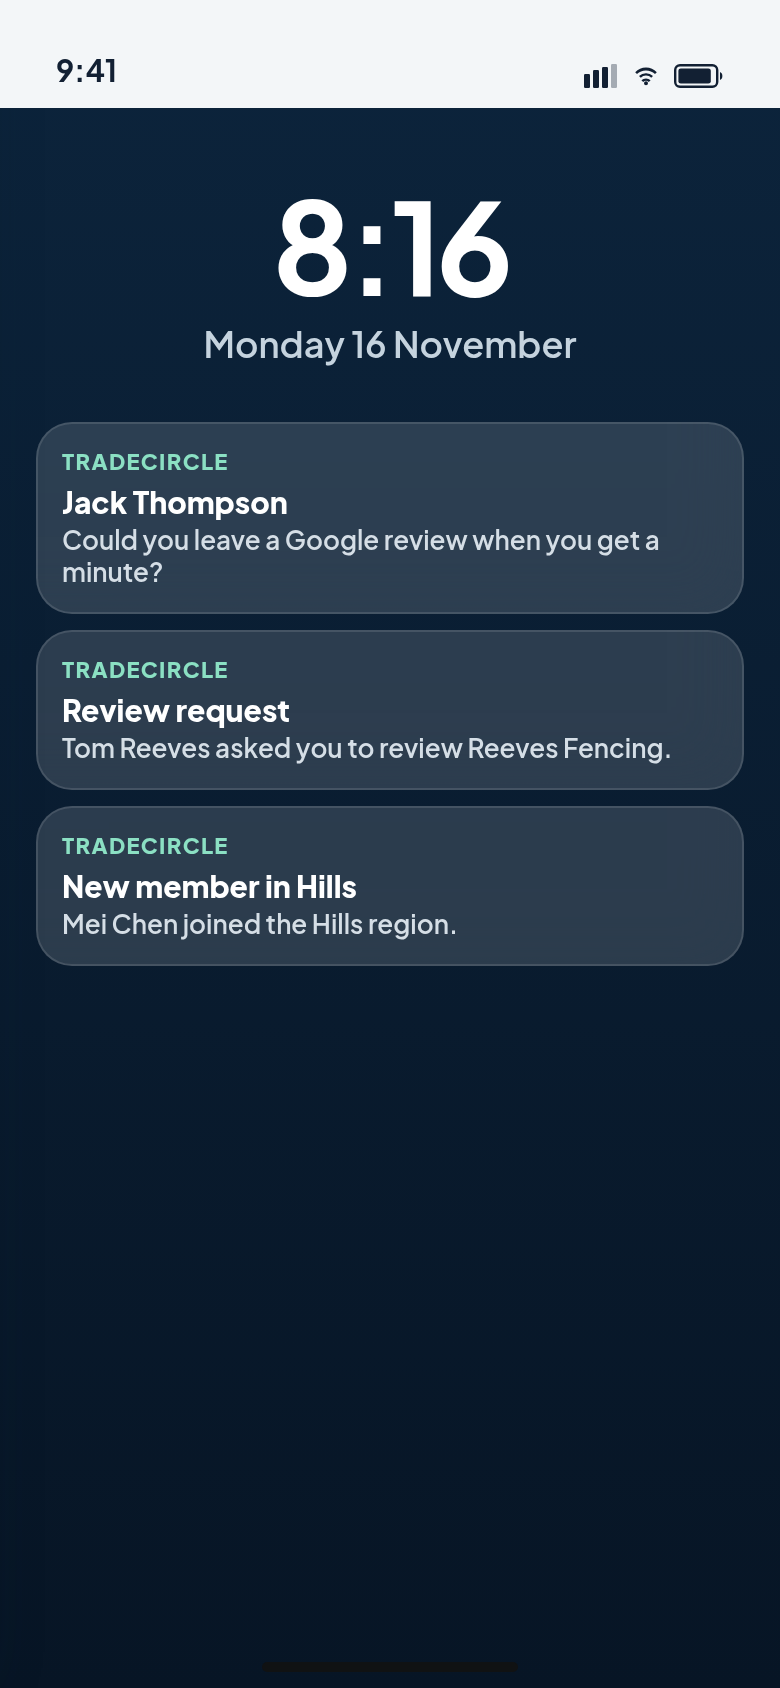 9:41
8:16
Monday 16 November
TRADECIRCLE
Jack Thompson
Could you leave a Google review when you get a
minute?
TRADECIRCLE
Review request
Tom Reeves asked you to review Reeves Fencing.
TRADECIRCLE
New member in Hills
Mei Chen joined the Hills region.